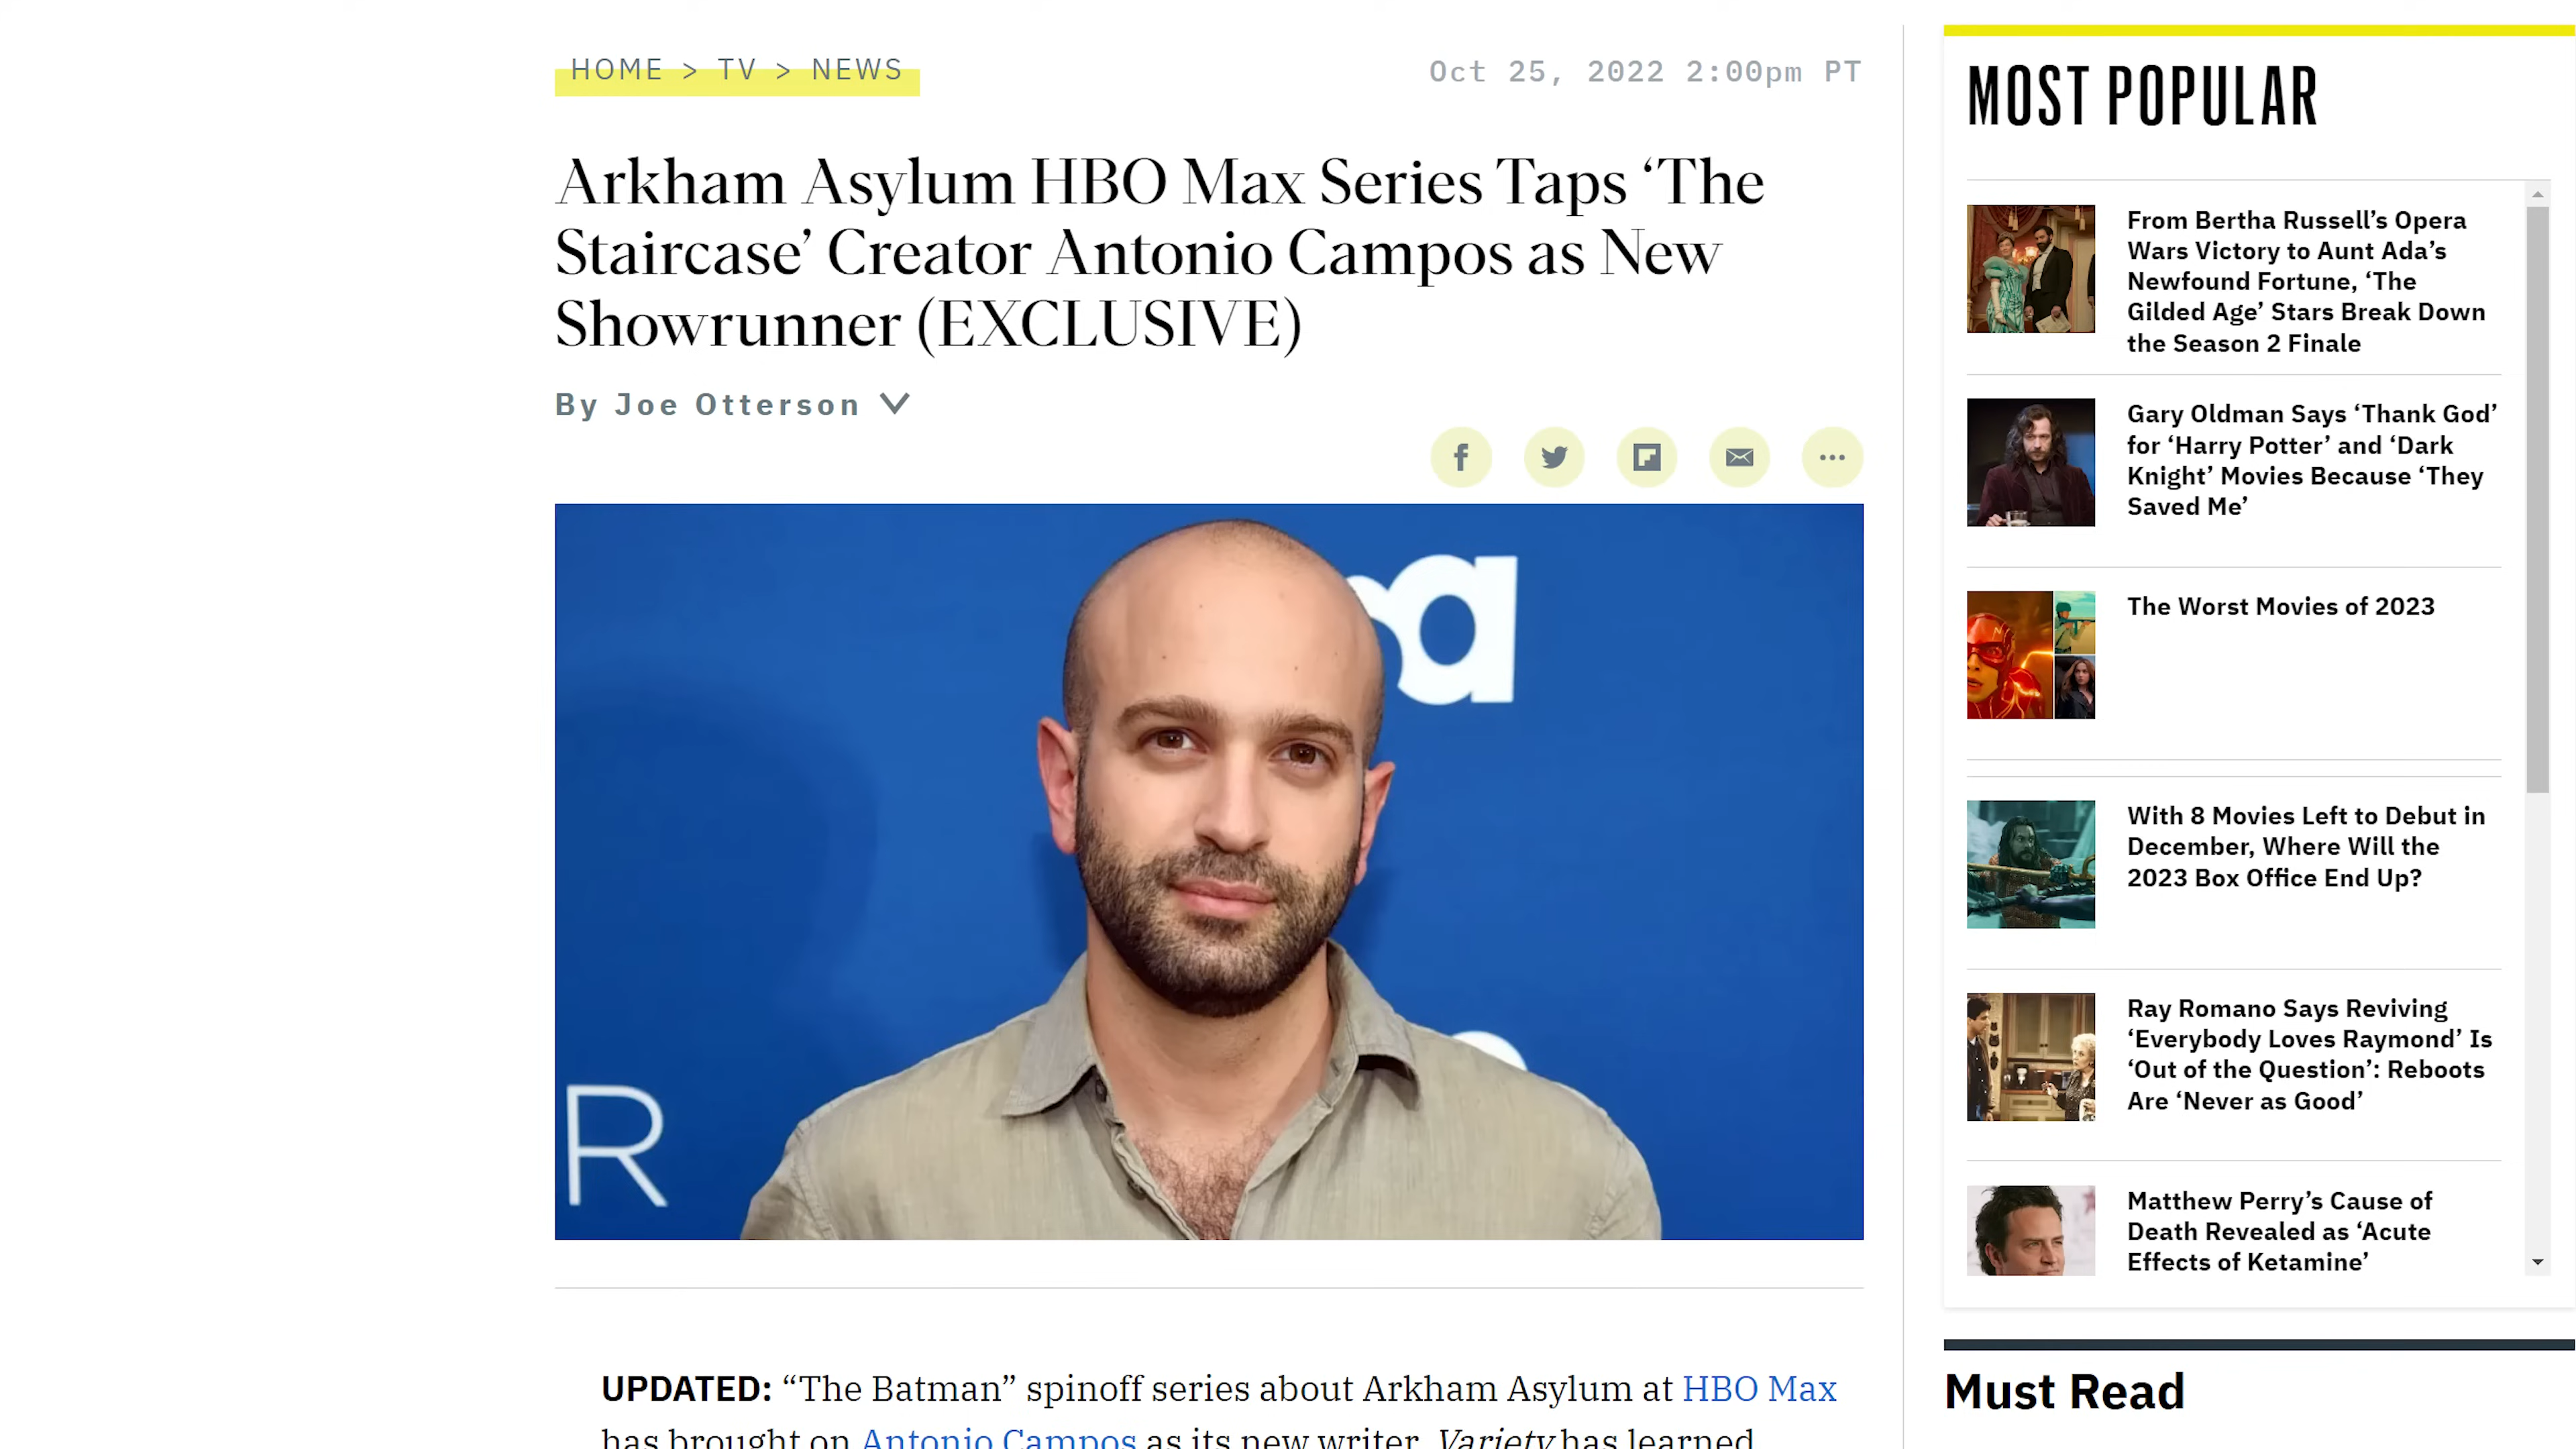 HOME > TV > NEWS
Oct 25, 2022 2:00pm PT
Arkham Asylum HBO Max Series Taps ‘The
Staircase’ Creator Antonio Campos as New
Showrunner (EXCLUSIVE)
By Joe Otterson
a
R
UPDATED: “The Batman” spinoff series about Arkham Asylum at HBO Max
has brought on Antonio Campos as its new writer, Variety has learned
MOST POPULAR
From Bertha Russell’s Opera
Wars Victory to Aunt Ada’s
Newfound Fortune, ‘The
Gilded Age’ Stars Break Down
the Season 2 Finale
Gary Oldman Says ‘Thank God’
for ‘Harry Potter’ and ‘Dark
Knight’ Movies Because ‘They
Saved Me’
The Worst Movies of 2023
With 8 Movies Left to Debut in
December, Where Will the
2023 Box Office End Up?
Ray Romano Says Reviving
‘Everybody Loves Raymond’ Is
‘Out of the Question’: Reboots
Are ‘Never as Good’
Matthew Perry’s Cause of
Death Revealed as ‘Acute
Effects of Ketamine’
Must Read